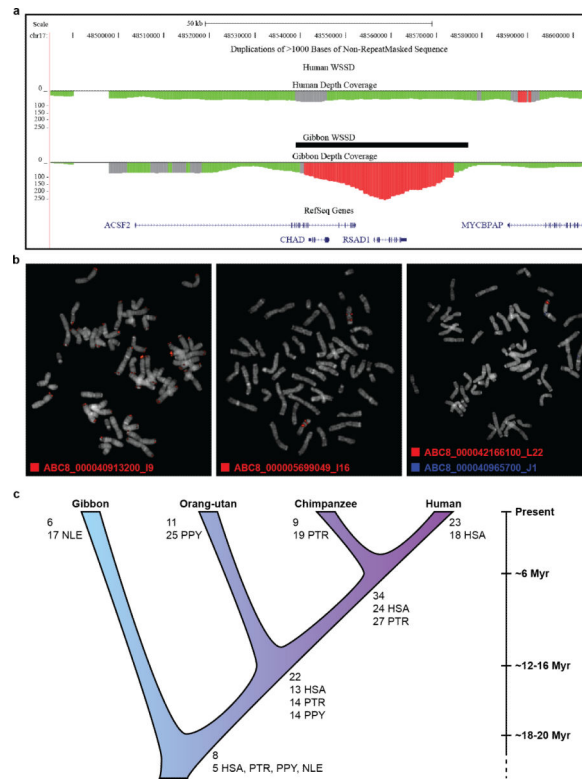 a
Scale
50 kb
chr17:
48500000
48510000
48520000
48530000
48540000
48550000
48560000
48570000
48580000
48590000
48600000
Duplications of >1000 Bases of Non-RepeatMasked Sequence
Human WSSD
Human Depth Coverage
0
100
150
200
250
Gibbon WSSD
Gibbon Depth Coverage
0
100
150
200
250
RefSeq Genes
ACSF2
MYCBPAP
CHAD
RSAD1
b
ABC8_000040913200_I9
ABC8_000005699049_I16
ABC8_000042166100_L22
ABC8_000040965700_J1
c
Gibbon
Orang-utan
Chimpanzee
Human
6
17 NLE
11
25 PPY
9
19 PTR
23
18 HSA
Present
~6 Myr
34
24 HSA
27 PTR
~12-16 Myr
22
13 HSA
14 PTR
14 PPY
~18-20 Myr
8
5 HSA, PTR, PPY, NLE